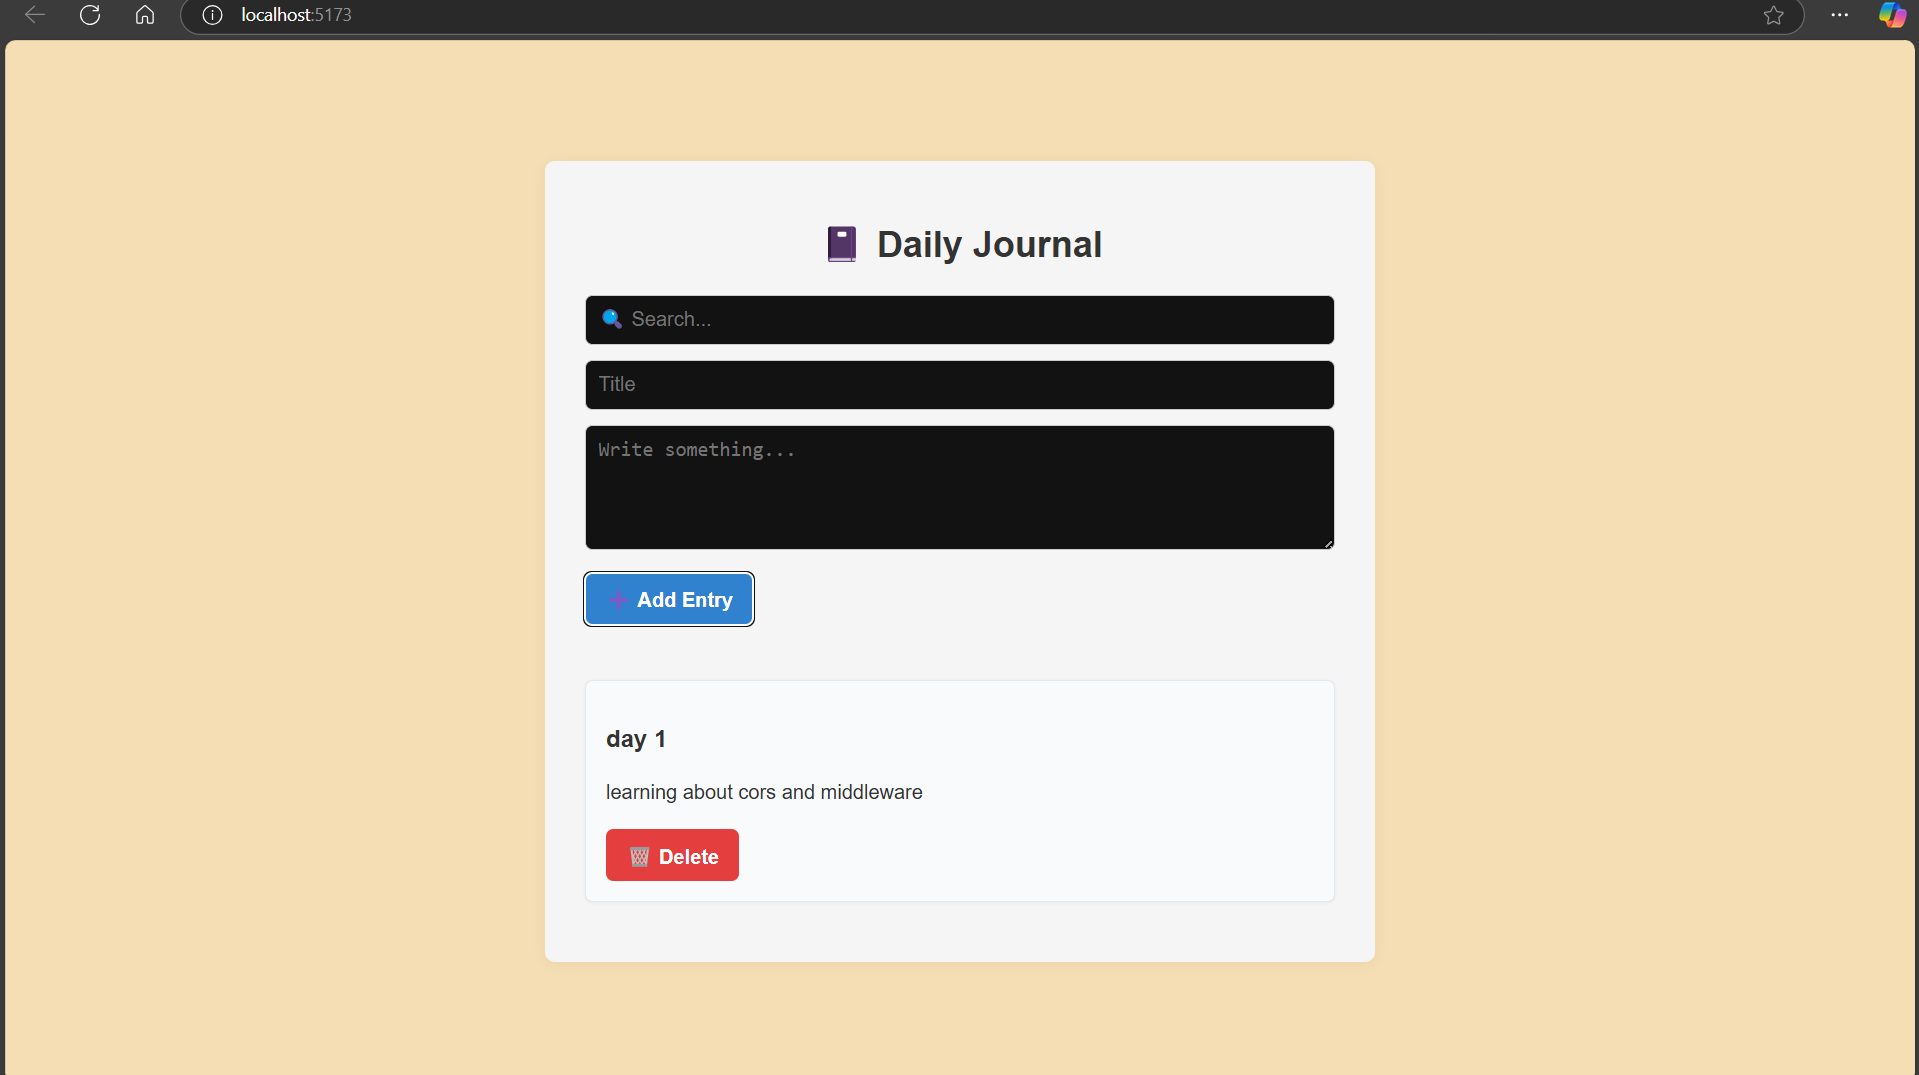 localhost:5173
Daily Journal
🔍 Search...
Title
Write something...
➕ Add Entry
day 1
learning about cors and middleware
🗑️ Delete